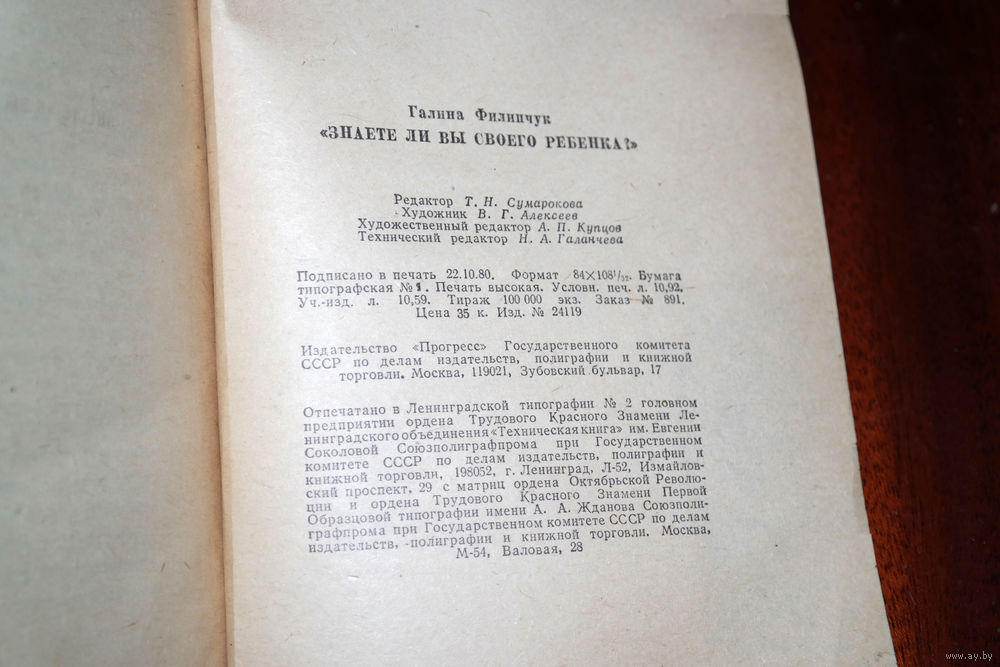 Галина Филипчук
«ЗНАЕТЕ ЛИ ВЫ СВОЕГО РЕБЕНКА?»
Редактор Т. Н. Сумарокова
Художник В. Г. Алексеев
Художественный редактор А. П. Купцов
Технический редактор Н. А. Галанчева
Подписано в печать 22.10.80. Формат 84×108¹/₃₂. Бумага
типографская №1. Печать высокая. Условн. печ. л. 10,92.
Уч.-изд. л. 10,59. Тираж 100 000 экз. Заказ № 891.
Цена 35 к. Изд. № 24119
Издательство «Прогресс» Государственного комитета
СССР по делам издательств, полиграфии и книжной
торговли. Москва, 119021, Зубовский бульвар, 17
Отпечатано в Ленинградской типографии № 2 головном
предприятии ордена Трудового Красного Знамени Ле-
нинградского объединения «Техническая книга» им. Евгении
Соколовой Союзполиграфпрома при Государственном
комитете СССР по делам издательств, полиграфии и
книжной торговли, 198052, г. Ленинград, Л-52, Измайлов-
ский проспект, 29 с матриц ордена Октябрьской Револю-
ции и ордена Трудового Красного Знамени Первой
Образцовой типографии имени А. А. Жданова Союзполи-
графпрома при Государственном комитете СССР по делам
издательств, полиграфии и книжной торговли. Москва,
М-54, Валовая, 28
www.ay.by